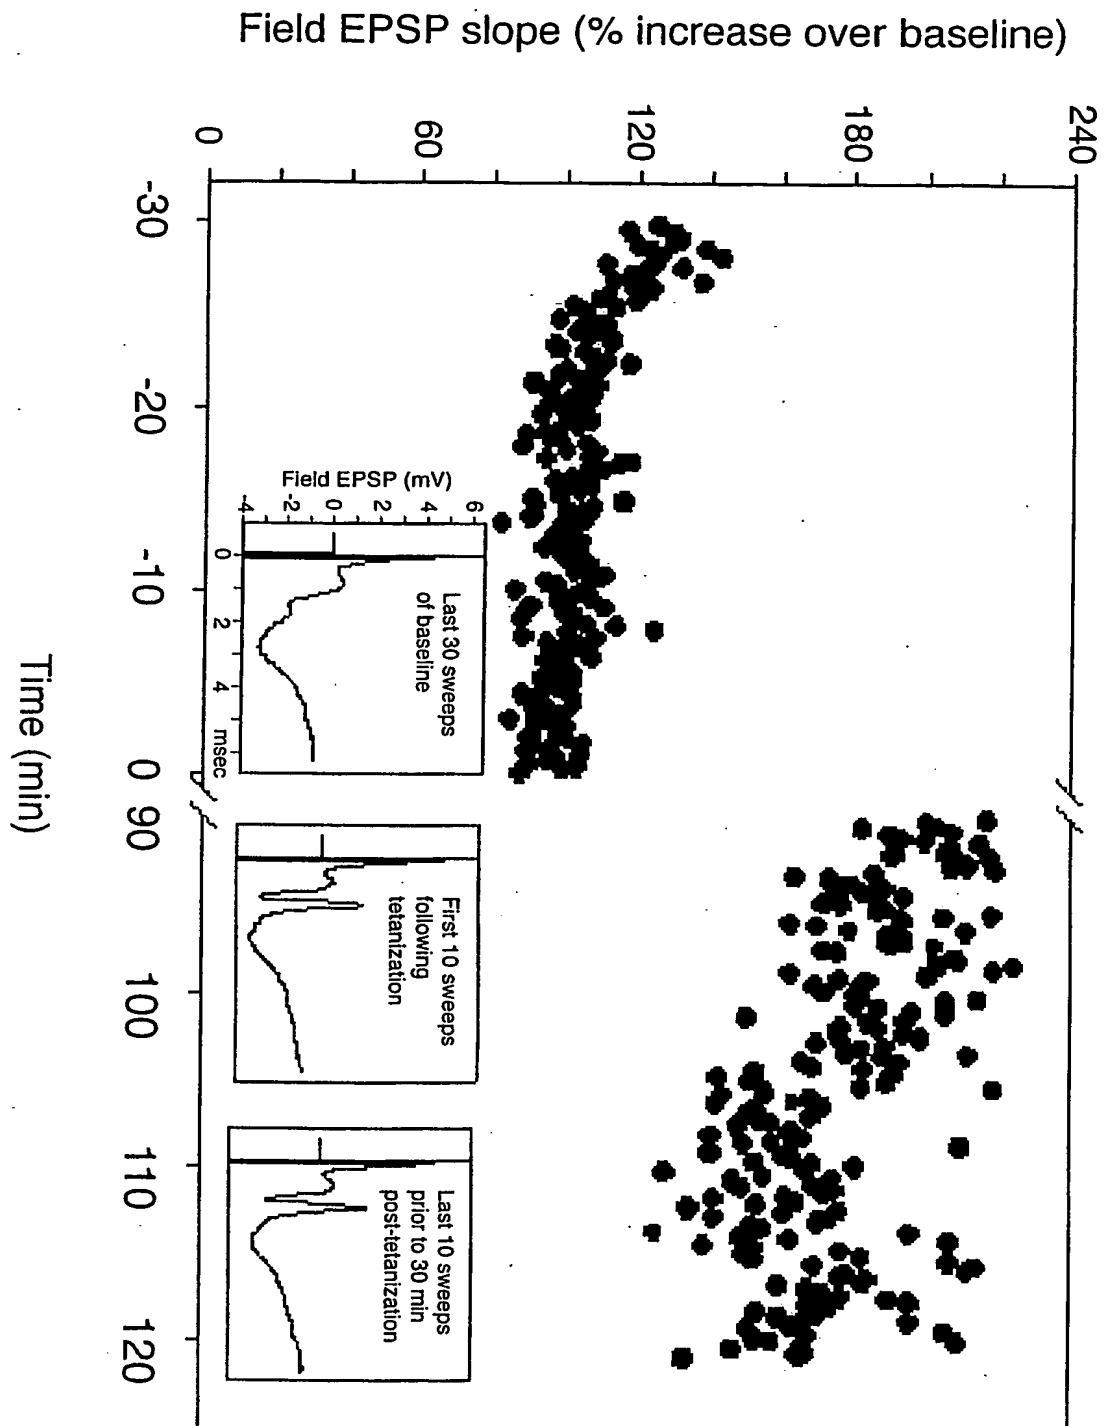 Field EPSP slope (% increase over baseline)
240
180
120
60
0
-30
-20
-10
0
90
100
110
120
Time (min)
Field EPSP (mV)
6
4
2
0
-2
-4
0
2
4
msec
Last 30 sweeps
of baseline
First 10 sweeps
following
tetanization
Last 10 sweeps
prior to 30 min
post-tetanization